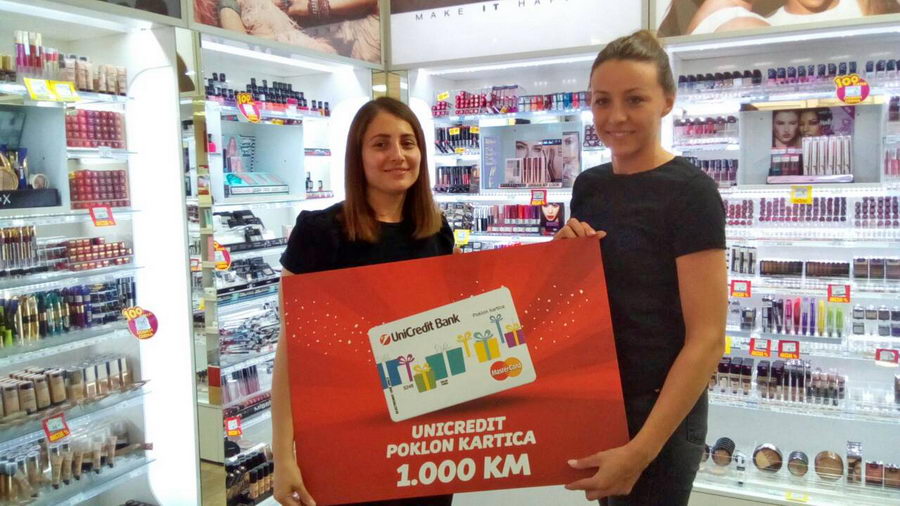 MAKE IT HAP
UniCredit Bank
Poklon kartica
MasterCard
UNICREDIT
POKLON KARTICA
1.000 KM